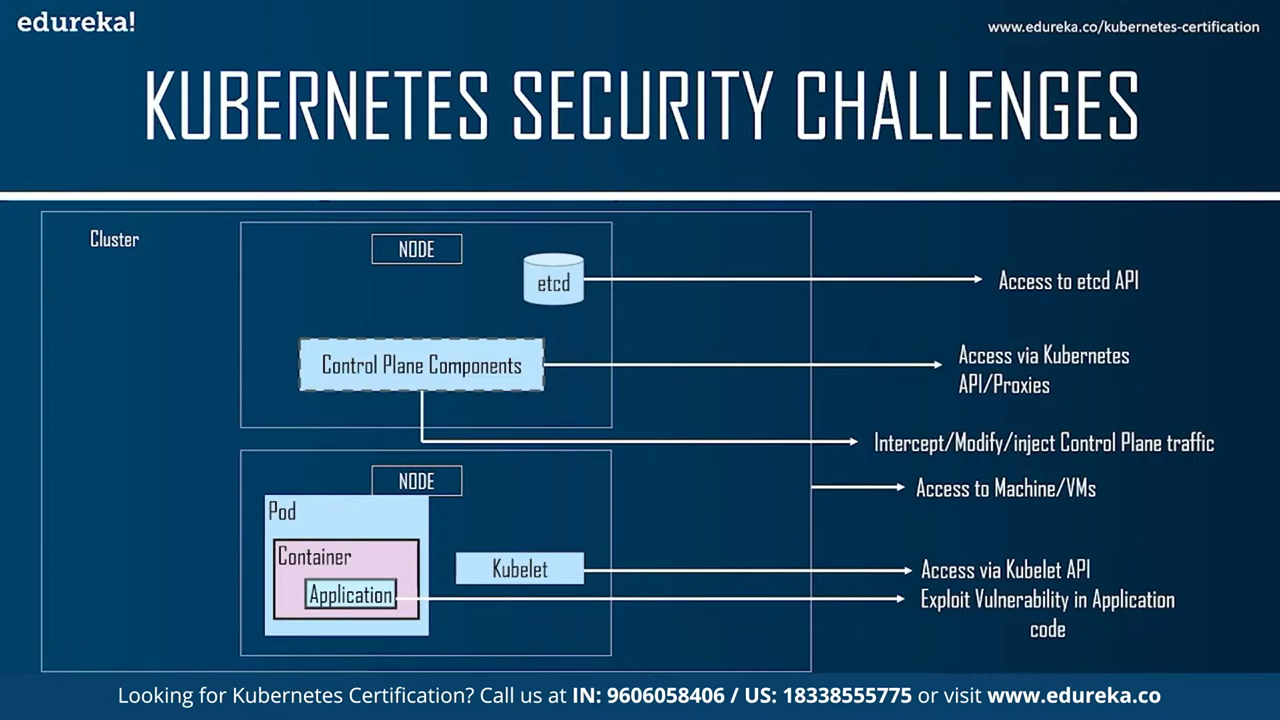 edureka!
www.edureka.co/kubernetes-certification
KUBERNETES SECURITY CHALLENGES
Cluster
NODE
etcd
Access to etcd API
Control Plane Components
Access via Kubernetes
API/Proxies
Intercept/Modify/inject Control Plane traffic
NODE
Access to Machine/VMs
Pod
Container
Application
Kubelet
Access via Kubelet API
Exploit Vulnerability in Application
code
Looking for Kubernetes Certification? Call us at IN: 9606058406 / US: 18338555775 or visit www.edureka.co